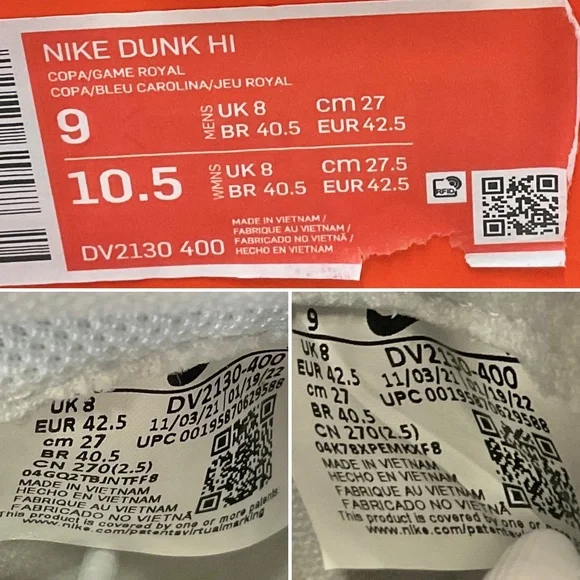 NIKE DUNK HI
COPA/GAME ROYAL
COPA/BLEU CAROLINA/JEU ROYAL
9 MENS UK 8 cm 27
BR 40.5 EUR 42.5
10.5 WMNS UK 8 cm 27.5
BR 40.5 EUR 42.5
RFID
DV2130 400
MADE IN VIETNAM /
FABRIQUE AU VIETNAM /
FABRICADO NO VIETNÃ /
HECHO EN VIETNAM
UK 8 DV2130-400
EUR 42.5 11/03/21 01/19/22
cm 27 UPC 00195870629588
BR 40.5
CN 270(2.5)
04GQ2TBJNTFF8
MADE IN VIETNAM
HECHO EN VIETNAM
FABRIQUE AU VIETNAM
FABRICADO NO VIETNÃ
This product is covered by one or more patents.
www.nike.com/patentsvirtualmarking
9
UK 8 DV2130-400
EUR 42.5 11/03/21 01/19/22
cm 27 UPC 00195870629588
BR 40.5
CN 270(2.5)
04K78XPEMXXF8
MADE IN VIETNAM
HECHO EN VIETNAM
FABRIQUE AU VIETNAM
FABRICADO NO VIETNÃ
This product is covered by one or
www.nike.com/patentsv